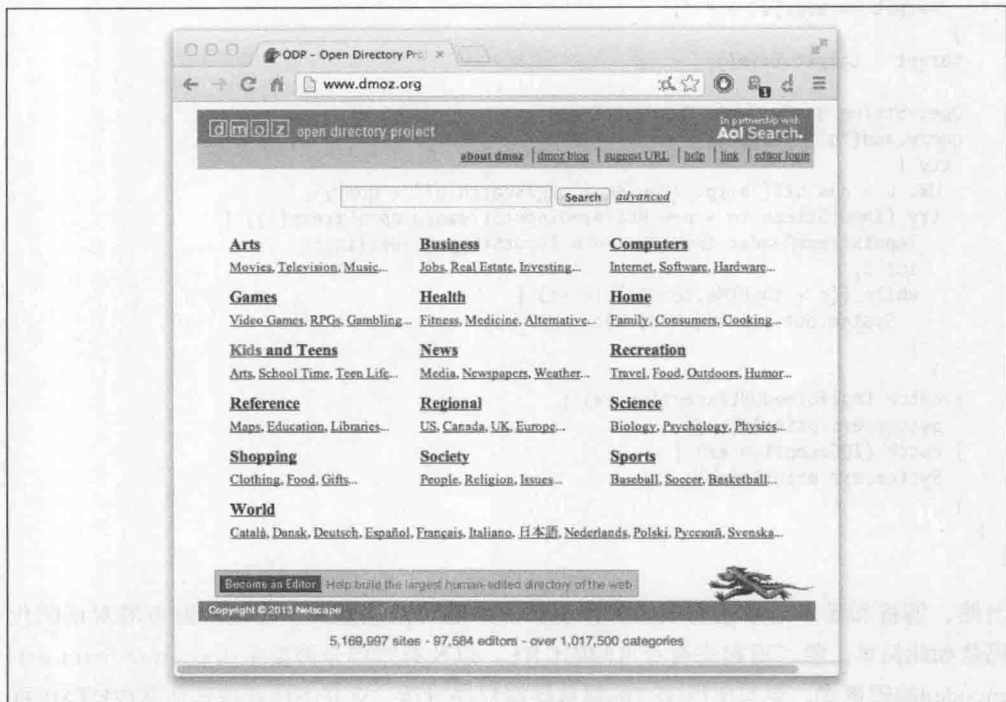 ODP – Open Directory Proj ×
www.dmoz.org
dmoz open directory project
In partnership with
Aol Search.
about dmoz | dmoz blog | suggest URL | help | link | editor login
Search advanced
Arts Business Computers
Movies, Television, Music... Jobs, Real Estate, Investing... Internet, Software, Hardware...
Games Health Home
Video Games, RPGs, Gambling... Fitness, Medicine, Alternative... Family, Consumers, Cooking...
Kids and Teens News Recreation
Arts, School Time, Teen Life... Media, Newspapers, Weather... Travel, Food, Outdoors, Humor...
Reference Regional Science
Maps, Education, Libraries... US, Canada, UK, Europe... Biology, Psychology, Physics...
Shopping Society Sports
Clothing, Food, Gifts... People, Religion, Issues... Baseball, Soccer, Basketball...
World
Català, Dansk, Deutsch, Español, Français, Italiano, 日本語, Nederlands, Polski, Русский, Svenska...
Become an Editor Help build the largest human-edited directory of the web
Copyright © 2013 Netscape
5,169,997 sites - 97,584 editors - over 1,017,500 categories